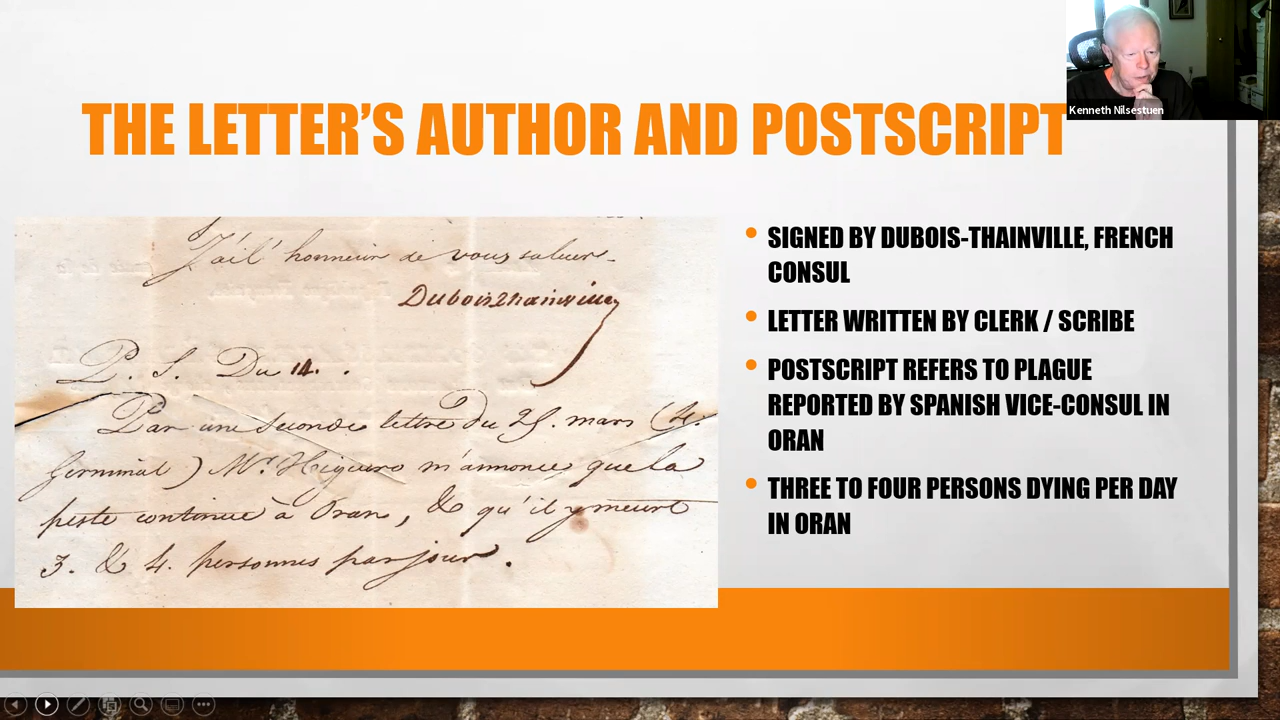 THE LETTER’S AUTHOR AND POSTSCRIPT
Kenneth Nilsestuen
J'ai l'honneur de vous saluer.
Dubois Thainville
P. S. Du 14.
Par une seconde lettre du 25. mars (4.
Germinal) Mr. Higuero m'annonce que la
peste continue à Oran, & qu'il y meurt
3. & 4. personnes par jour.
• SIGNED BY DUBOIS-THAINVILLE, FRENCH
CONSUL
• LETTER WRITTEN BY CLERK / SCRIBE
• POSTSCRIPT REFERS TO PLAGUE
REPORTED BY SPANISH VICE-CONSUL IN
ORAN
• THREE TO FOUR PERSONS DYING PER DAY
IN ORAN